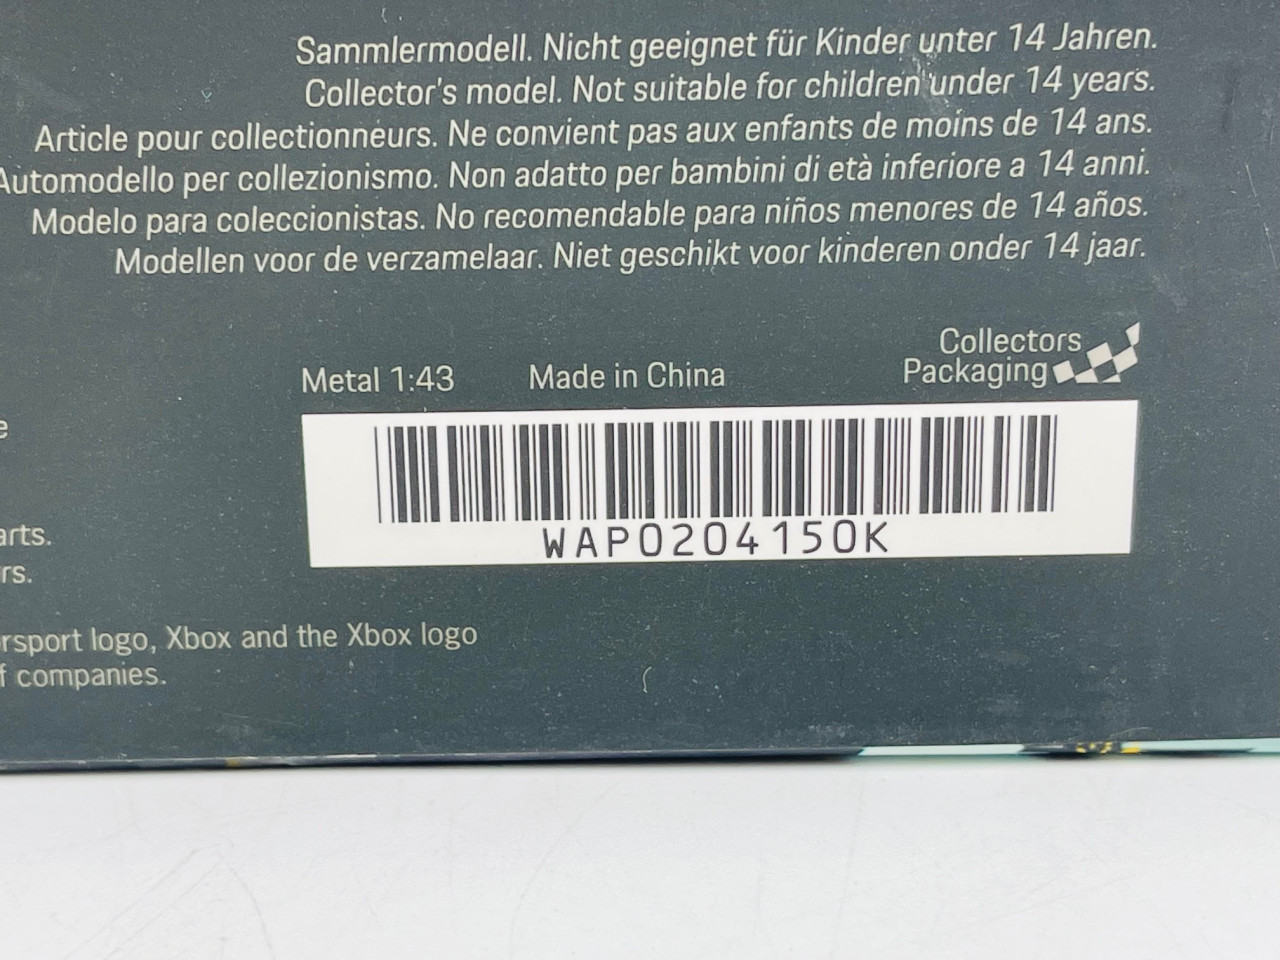 Sammlermodell. Nicht geeignet für Kinder unter 14 Jahren.
Collector's model. Not suitable for children under 14 years.
Article pour collectionneurs. Ne convient pas aux enfants de moins de 14 ans.
Automodello per collezionismo. Non adatto per bambini di età inferiore a 14 anni.
Modelo para coleccionistas. No recomendable para niños menores de 14 años.
Modellen voor de verzamelaar. Niet geschikt voor kinderen onder 14 jaar.
Metal 1:43 Made in China
Collectors
Packaging
WAP0204150K
logo, Xbox and the Xbox logo
companies.